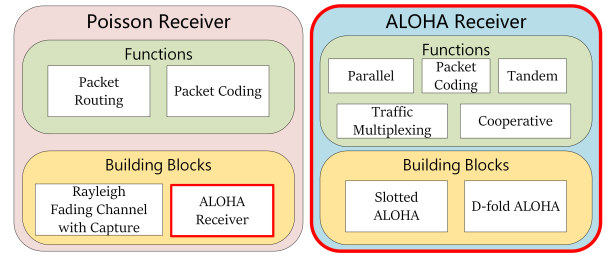 Poisson Receiver
Functions
Packet
Routing
Packet Coding
Building Blocks
Rayleigh
Fading Channel
with Capture
ALOHA
Receiver
ALOHA Receiver
Functions
Parallel
Packet
Coding
Tandem
Traffic
Multiplexing
Cooperative
Building Blocks
Slotted
ALOHA
D-fold ALOHA